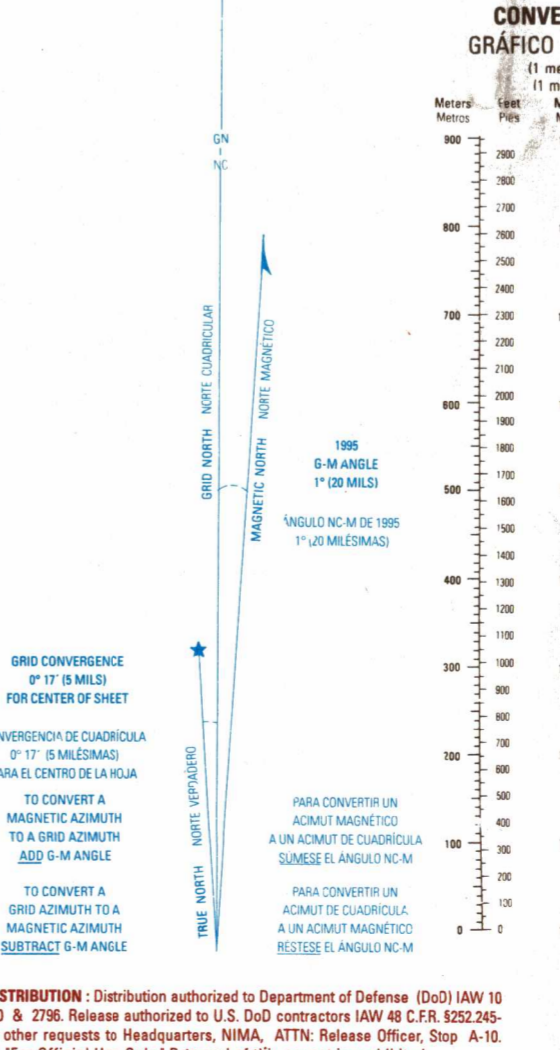 CONVE
GRÁFICO
(1 me
(1 m
Meters Feet M
Metros Pies M
900
800
700
600
500
400
300
200
100
0
2900
2800
2700
2600
2500
2400
2300
2200
2100
2000
1900
1800
1700
1600
1500
1400
1300
1200
1100
1000
900
800
700
600
500
400
300
200
100
0
GN
NC
GRID NORTH NORTE CUADRICULAR
MAGNETIC NORTH NORTE MAGNÉTICO
1995
G-M ANGLE
1° (20 MILS)
ÁNGULO NC-M DE 1995
1° (20 MILÉSIMAS)
GRID CONVERGENCE
0° 17´ (5 MILS)
FOR CENTER OF SHEET
NVERGENCIA DE CUADRÍCULA
0° 17´ (5 MILÉSIMAS)
ARA EL CENTRO DE LA HOJA
TRUE NORTH NORTE VERDADERO
TO CONVERT A
MAGNETIC AZIMUTH
TO A GRID AZIMUTH
ADD G-M ANGLE
PARA CONVERTIR UN
ACIMUT MAGNÉTICO
A UN ACIMUT DE CUADRÍCULA
SÚMESE EL ÁNGULO NC-M
TO CONVERT A
GRID AZIMUTH TO A
MAGNETIC AZIMUTH
SUBTRACT G-M ANGLE
PARA CONVERTIR UN
ACIMUT DE CUADRÍCULA
A UN ACIMUT MAGNÉTICO
RÉSTESE EL ÁNGULO NC-M
STRIBUTION : Distribution authorized to Department of Defense (DoD) IAW 10
& 2796. Release authorized to U.S. DoD contractors IAW 48 C.F.R. §252.245-
other requests to Headquarters, NIMA, ATTN: Release Officer, Stop A-10.